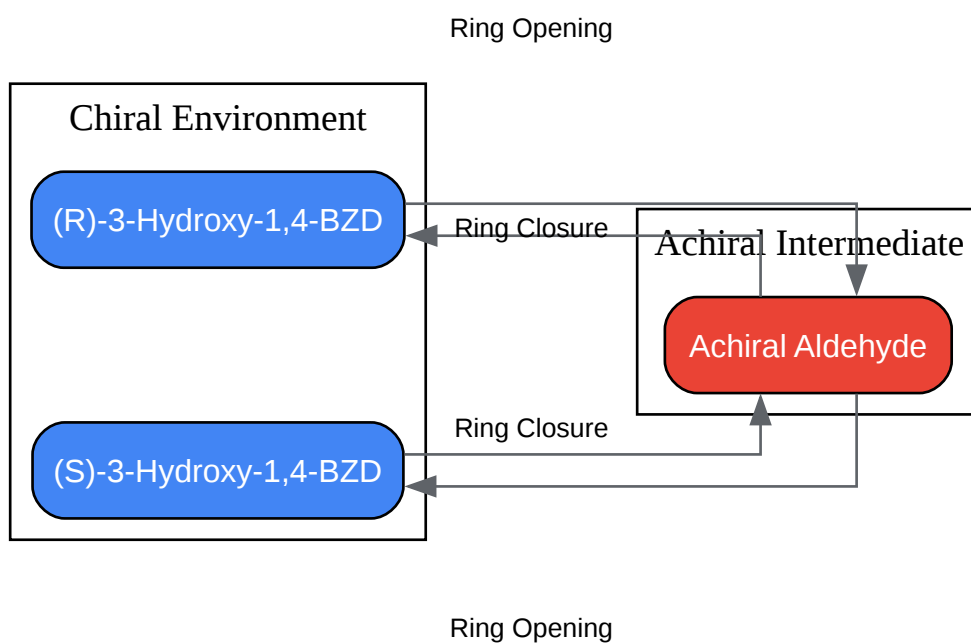 Ring Opening
Chiral Environment
(R)-3-Hydroxy-1,4-BZD
Ring Closure
Achiral Intermediate
Achiral Aldehyde
Ring Closure
(S)-3-Hydroxy-1,4-BZD
Ring Opening